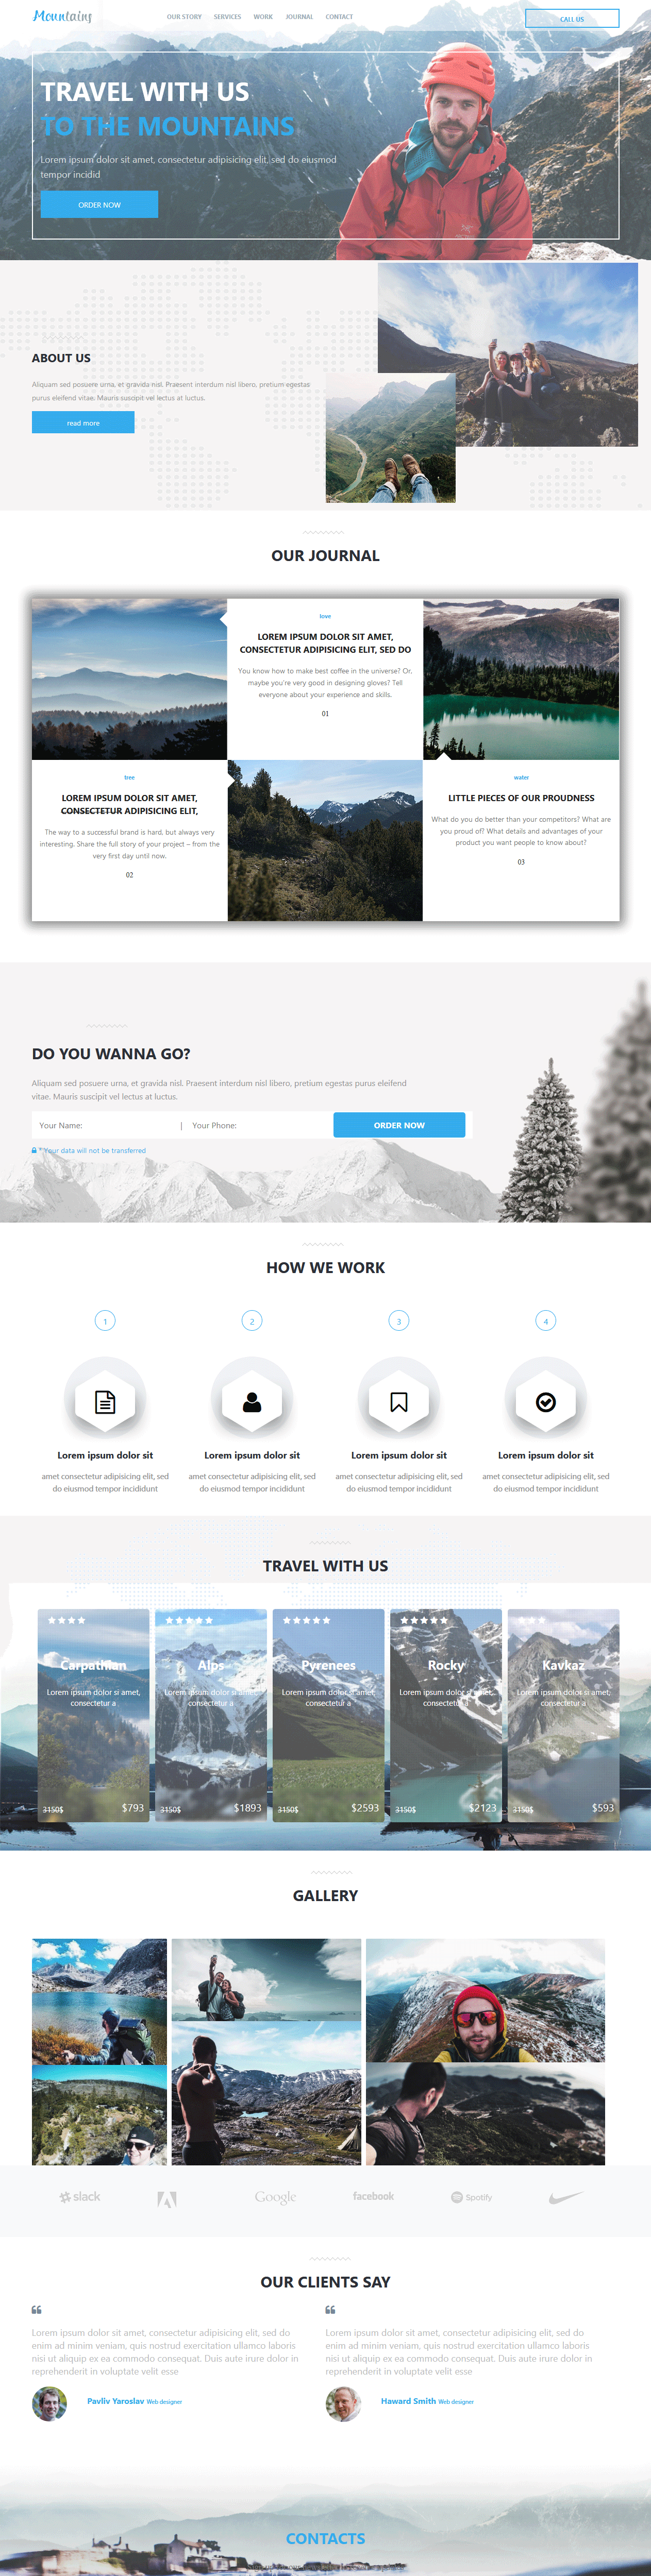 Mountains
OUR STORY SERVICES WORK JOURNAL CONTACT
CALL US
TRAVEL WITH US
TO THE MOUNTAINS
Lorem ipsum dolor sit amet, consectetur adipisicing elit, sed do eiusmod
tempor incidid
ORDER NOW
ABOUT US
Aliquam sed posuere urna, et gravida nisl. Praesent interdum nisl libero, pretium egestas
purus eleifend vitae. Mauris suscipit vel lectus at luctus.
read more
OUR JOURNAL
love
LOREM IPSUM DOLOR SIT AMET,
CONSECTETUR ADIPISICING ELIT, SED DO
You know how to make best coffee in the universe? Or,
maybe you're very good in designing gloves? Tell
everyone about your experience and skills.
01
tree
LOREM IPSUM DOLOR SIT AMET,
CONSECTETUR ADIPISICING ELIT,
The way to a successful brand is hard, but always very
interesting. Share the full story of your project – from the
very first day until now.
02
water
LITTLE PIECES OF OUR PROUDNESS
What do you do better than your competitors? What are
you proud of? What details and advantages of your
product you want people to know about?
03
DO YOU WANNA GO?
Aliquam sed posuere urna, et gravida nisl. Praesent interdum nisl libero, pretium egestas purus eleifend
vitae. Mauris suscipit vel lectus at luctus.
Your Name: | Your Phone: ORDER NOW
* Your data will not be transferred
HOW WE WORK
1 2 3 4
Lorem ipsum dolor sit Lorem ipsum dolor sit Lorem ipsum dolor sit Lorem ipsum dolor sit
amet consectetur adipisicing elit, sed amet consectetur adipisicing elit, sed amet consectetur adipisicing elit, sed amet consectetur adipisicing elit, sed
do eiusmod tempor incididunt do eiusmod tempor incididunt do eiusmod tempor incididunt do eiusmod tempor incididunt
TRAVEL WITH US
Carpathian Alps Pyrenees Rocky Kavkaz
Lorem ipsum dolor si amet, Lorem ipsum dolor si amet, Lorem ipsum dolor si amet, Lorem ipsum dolor si amet, Lorem ipsum dolor si amet,
consectetur a consectetur a consectetur a consectetur a consectetur a
3150$ $793 3150$ $1893 3150$ $2593 3150$ $2123 3150$ $593
GALLERY
slack Google facebook Spotify
OUR CLIENTS SAY
Lorem ipsum dolor sit amet, consectetur adipisicing elit, sed do
enim ad minim veniam, quis nostrud exercitation ullamco laboris
nisi ut aliquip ex ea commodo consequat. Duis aute irure dolor in
reprehenderit in voluptate velit esse
Pavliv Yaroslav Web designer
Lorem ipsum dolor sit amet, consectetur adipisicing elit, sed do
enim ad minim veniam, quis nostrud exercitation ullamco laboris
nisi ut aliquip ex ea commodo consequat. Duis aute irure dolor in
reprehenderit in voluptate velit esse
Haward Smith Web designer
CONTACTS